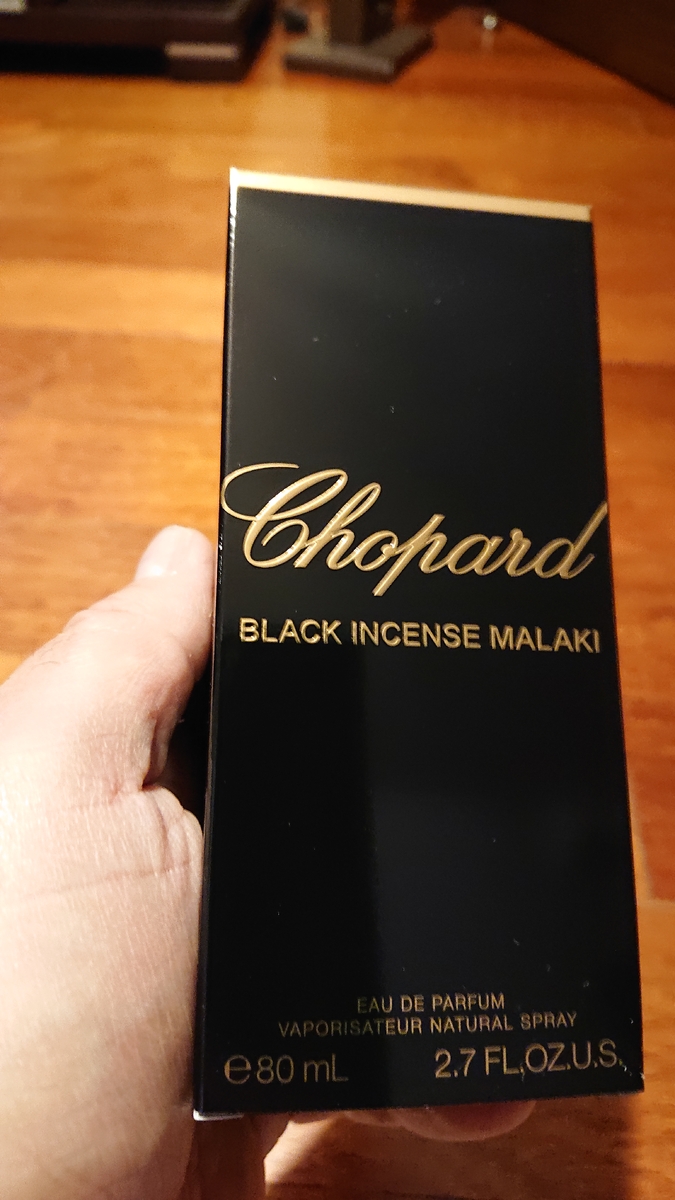 Chopard
BLACK INCENSE MALAKI
EAU DE PARFUM
VAPORISATEUR NATURAL SPRAY
℮80 mL 2.7 FL.OZ.U.S.